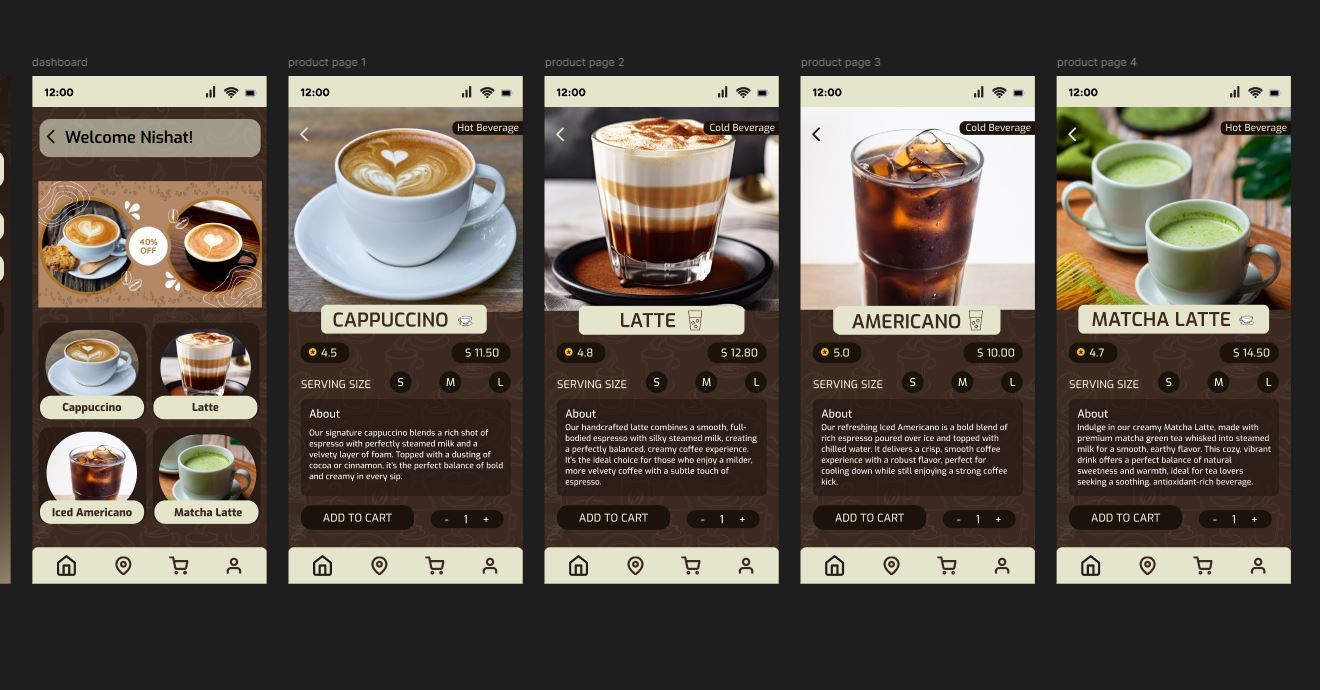 dashboard
12:00
Welcome Nishat!
40%
OFF
Cappuccino
Latte
Iced Americano
Matcha Latte
product page 1
12:00
Hot Beverage
CAPPUCCINO
4.5
$ 11.50
SERVING SIZE
S
M
L
About
Our signature cappuccino blends a rich shot of
espresso with perfectly steamed milk and a
velvety layer of foam. Topped with a dusting of
cocoa or cinnamon, it's the perfect balance of bold
and creamy in every sip.
ADD TO CART
- 1 +
product page 2
12:00
Cold Beverage
LATTE
4.8
$ 12.80
SERVING SIZE
S
M
L
About
Our handcrafted latte combines a smooth, full-
bodied espresso with silky steamed milk, creating
a perfectly balanced, creamy coffee experience.
It's the ideal choice for those who enjoy a milder,
more velvety coffee with a subtle touch of
espresso.
ADD TO CART
- 1 +
product page 3
12:00
Cold Beverage
AMERICANO
5.0
$ 10.00
SERVING SIZE
S
M
L
About
Our refreshing Iced Americano is a bold blend of
rich espresso poured over ice and topped with
chilled water. It delivers a crisp, smooth coffee
experience with a robust flavor, perfect for
cooling down while still enjoying a strong coffee
kick.
ADD TO CART
- 1 +
product page 4
12:00
Hot Beverage
MATCHA LATTE
4.7
$ 14.50
SERVING SIZE
S
M
L
About
Indulge in our creamy Matcha Latte, made with
premium matcha green tea whisked into steamed
milk for a smooth, earthy flavor. This cozy, vibrant
drink offers a perfect balance of natural
sweetness and warmth, ideal for tea lovers
seeking a soothing, antioxidant-rich beverage.
ADD TO CART
- 1 +